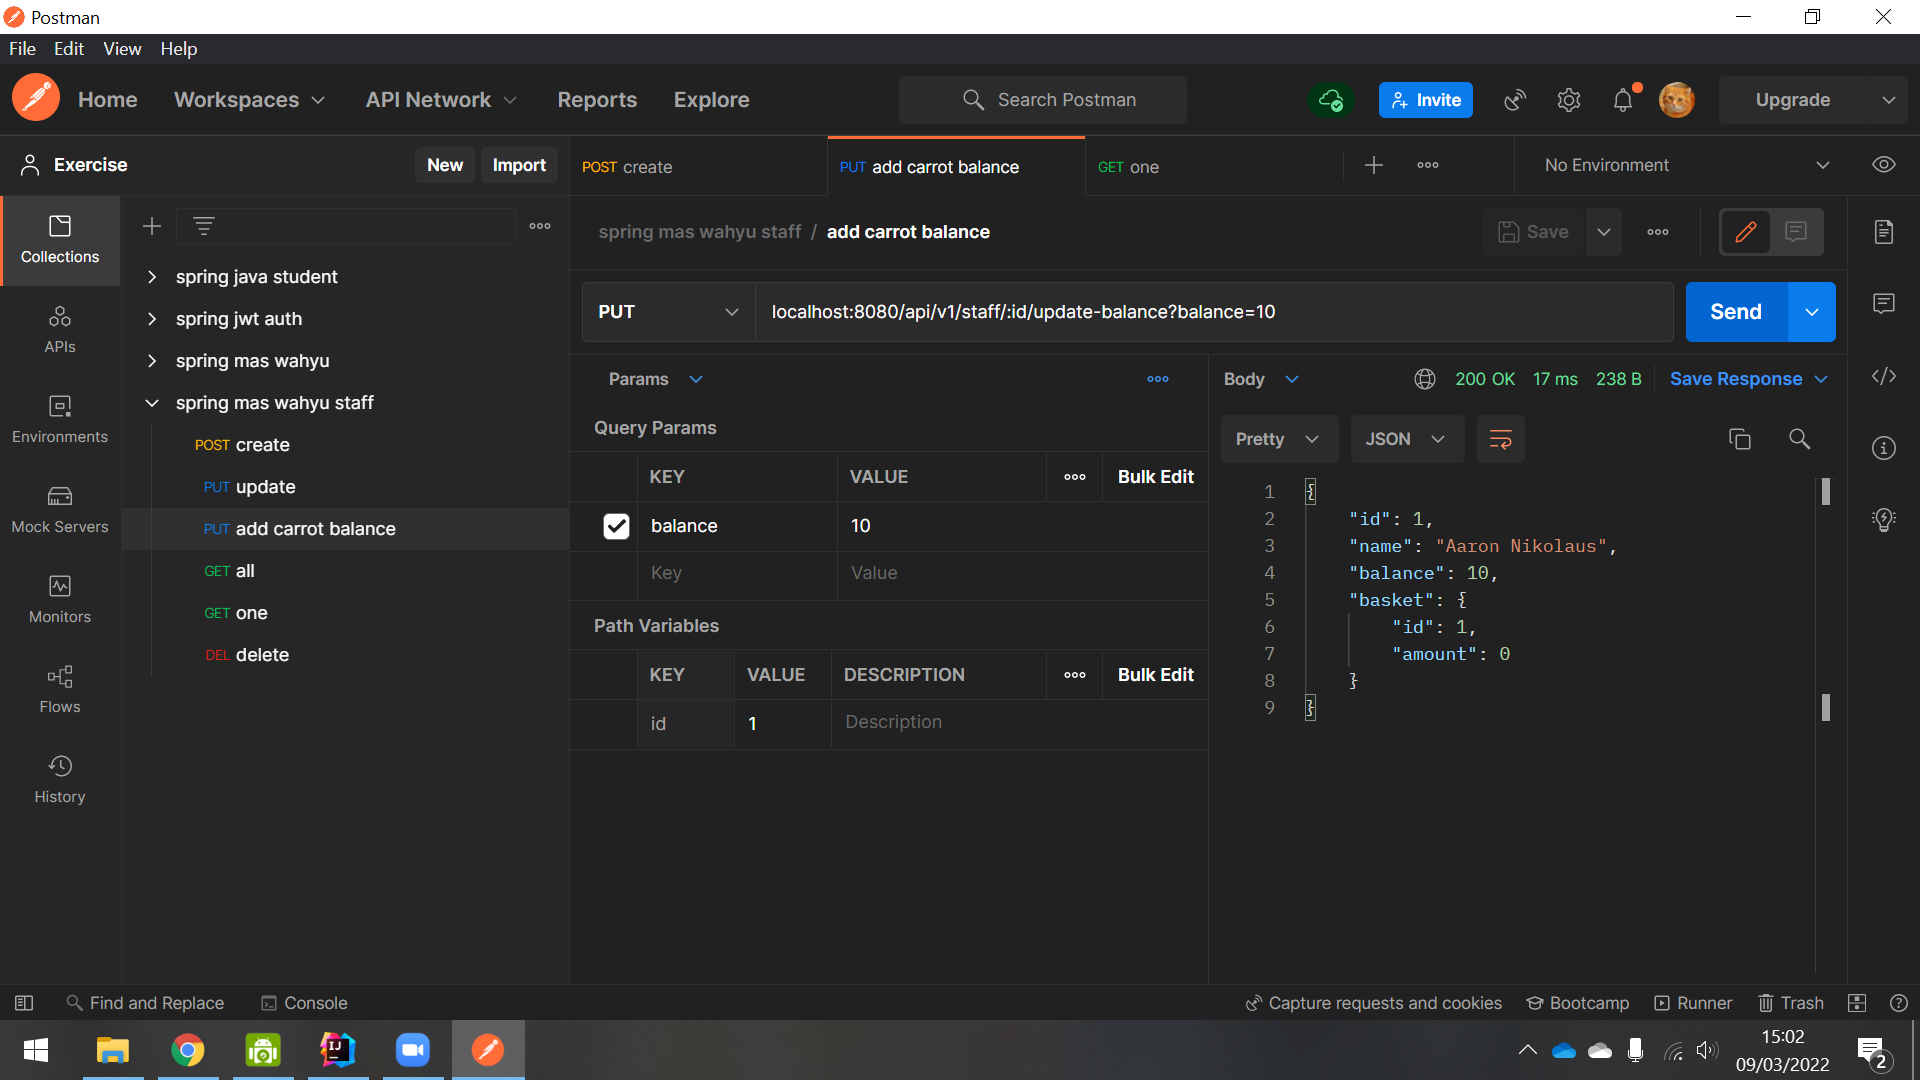 Postman
File Edit View Help
Home Workspaces API Network Reports Explore Search Postman Invite Upgrade
Exercise New Import
POST create PUT add carrot balance GET one No Environment
Collections
APIs
Environments
Mock Servers
Monitors
Flows
History
spring java student
spring jwt auth
spring mas wahyu
spring mas wahyu staff
POST create
PUT update
PUT add carrot balance
GET all
GET one
DEL delete
spring mas wahyu staff / add carrot balance Save
PUT localhost:8080/api/v1/staff/:id/update-balance?balance=10 Send
Params
Query Params
KEY VALUE Bulk Edit
balance 10
Key Value
Path Variables
KEY VALUE DESCRIPTION Bulk Edit
id 1 Description
Body 200 OK 17 ms 238 B Save Response
Pretty JSON
1 {
2 "id": 1,
3 "name": "Aaron Nikolaus",
4 "balance": 10,
5 "basket": {
6 "id": 1,
7 "amount": 0
8 }
9 }
Find and Replace Console Capture requests and cookies Bootcamp Runner Trash
IJ
15:02
09/03/2022
2